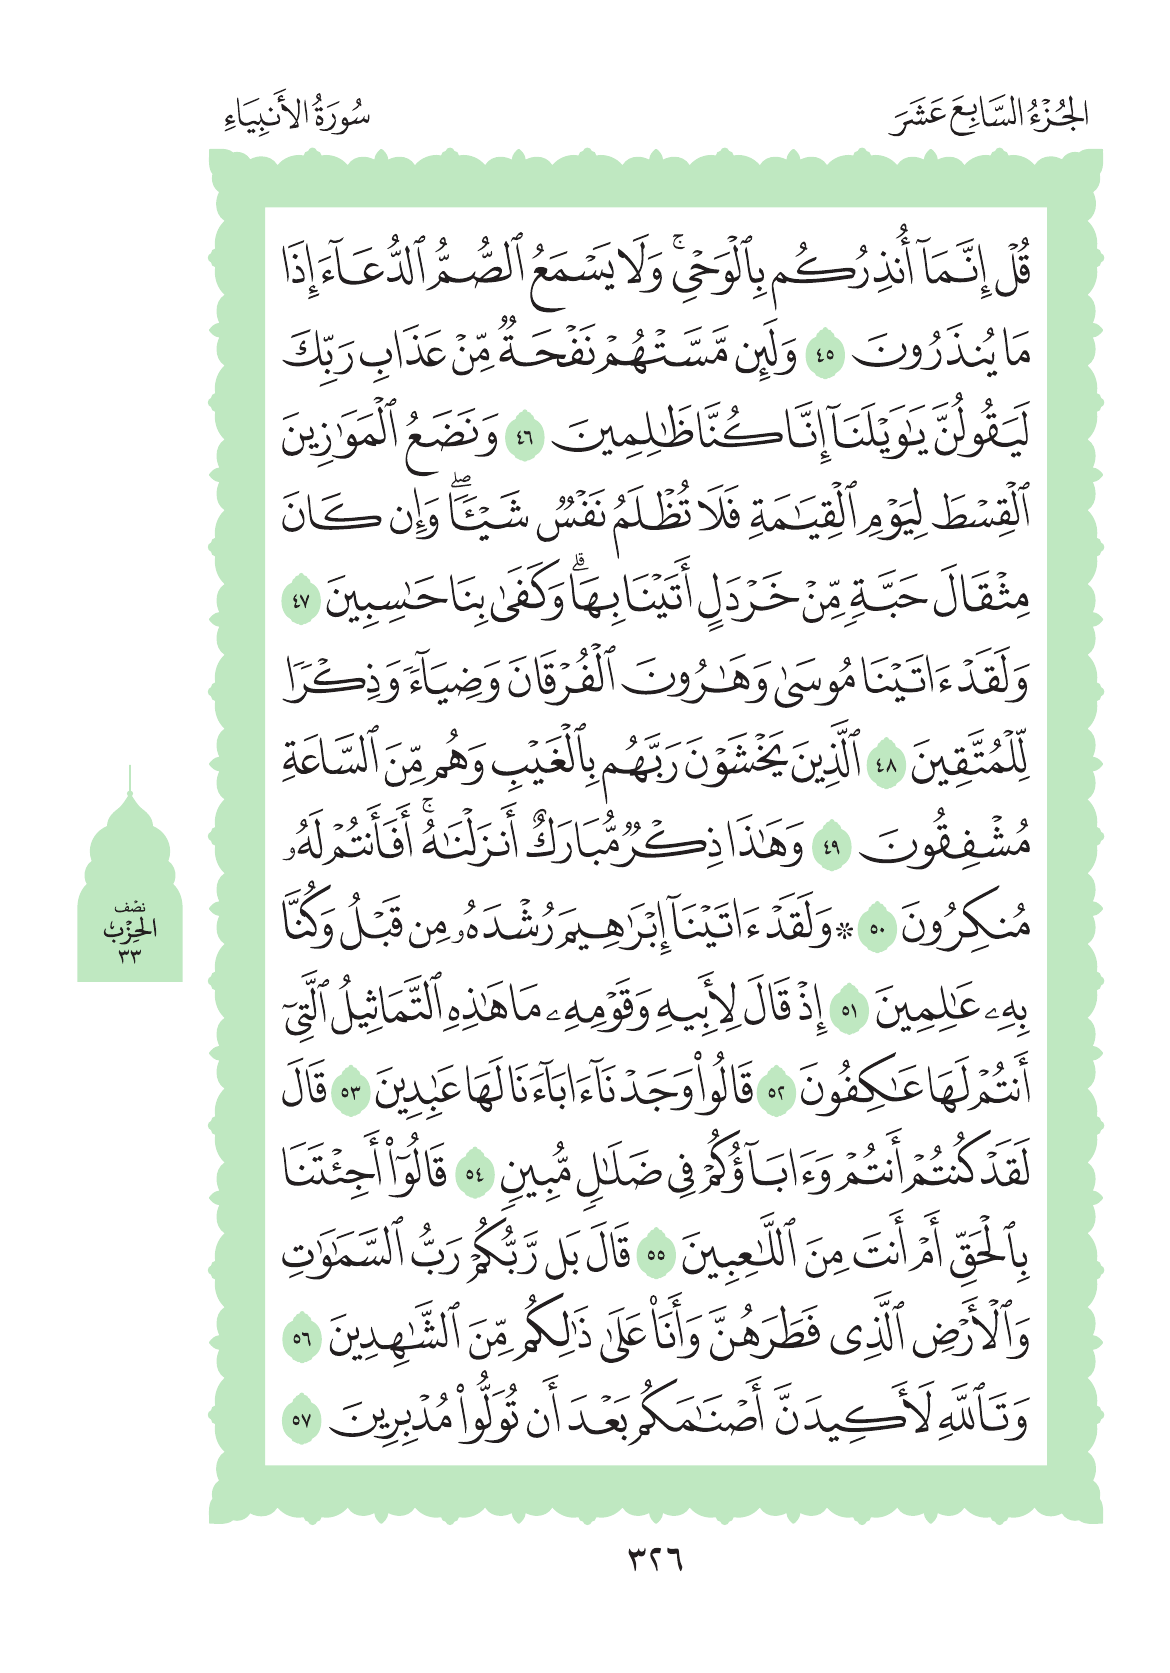 الجُزْءُ السَّابِعَ عَشَرَ
سُورَةُ الأَنبِيَاءِ
قُلۡ إِنَّمَآ أُنذِرُكُم بِٱلۡوَحۡيِۚ وَلَا يَسۡمَعُ ٱلصُّمُّ ٱلدُّعَآءَ إِذَا
مَا يُنذَرُونَ ٤٥ وَلَئِن مَّسَّتۡهُمۡ نَفۡحَةٞ مِّنۡ عَذَابِ رَبِّكَ
لَيَقُولُنَّ يَٰوَيۡلَنَآ إِنَّا كُنَّا ظَٰلِمِينَ ٤٦ وَنَضَعُ ٱلۡمَوَٰزِينَ
ٱلۡقِسۡطَ لِيَوۡمِ ٱلۡقِيَٰمَةِ فَلَا تُظۡلَمُ نَفۡسٞ شَيۡـٔٗاۖ وَإِن كَانَ
مِثۡقَالَ حَبَّةٖ مِّنۡ خَرۡدَلٍ أَتَيۡنَا بِهَاۗ وَكَفَىٰ بِنَا حَٰسِبِينَ ٤٧
وَلَقَدۡ ءَاتَيۡنَا مُوسَىٰ وَهَٰرُونَ ٱلۡفُرۡقَانَ وَضِيَآءٗ وَذِكۡرٗا
لِّلۡمُتَّقِينَ ٤٨ ٱلَّذِينَ يَخۡشَوۡنَ رَبَّهُم بِٱلۡغَيۡبِ وَهُم مِّنَ ٱلسَّاعَةِ
مُشۡفِقُونَ ٤٩ وَهَٰذَا ذِكۡرٞ مُّبَارَكٌ أَنزَلۡنَٰهُۚ أَفَأَنتُمۡ لَهُۥ
مُنكِرُونَ ٥٠ ۞ وَلَقَدۡ ءَاتَيۡنَآ إِبۡرَٰهِيمَ رُشۡدَهُۥ مِن قَبۡلُ وَكُنَّا
بِهِۦ عَٰلِمِينَ ٥١ إِذۡ قَالَ لِأَبِيهِ وَقَوۡمِهِۦ مَا هَٰذِهِ ٱلتَّمَاثِيلُ ٱلَّتِيٓ
أَنتُمۡ لَهَا عَٰكِفُونَ ٥٢ قَالُواْ وَجَدۡنَآ ءَابَآءَنَا لَهَا عَٰبِدِينَ ٥٣ قَالَ
لَقَدۡ كُنتُمۡ أَنتُمۡ وَءَابَآؤُكُمۡ فِي ضَلَٰلٖ مُّبِينٖ ٥٤ قَالُوٓاْ أَجِئۡتَنَا
بِٱلۡحَقِّ أَمۡ أَنتَ مِنَ ٱللَّٰعِبِينَ ٥٥ قَالَ بَل رَّبُّكُمۡ رَبُّ ٱلسَّمَٰوَٰتِ
وَٱلۡأَرۡضِ ٱلَّذِي فَطَرَهُنَّ وَأَنَا۠ عَلَىٰ ذَٰلِكُم مِّنَ ٱلشَّٰهِدِينَ ٥٦
وَتَٱللَّهِ لَأَكِيدَنَّ أَصۡنَٰمَكُم بَعۡدَ أَن تُوَلُّواْ مُدۡبِرِينَ ٥٧
نصْف
الحِزْبُ
٣٣
٣٢٦